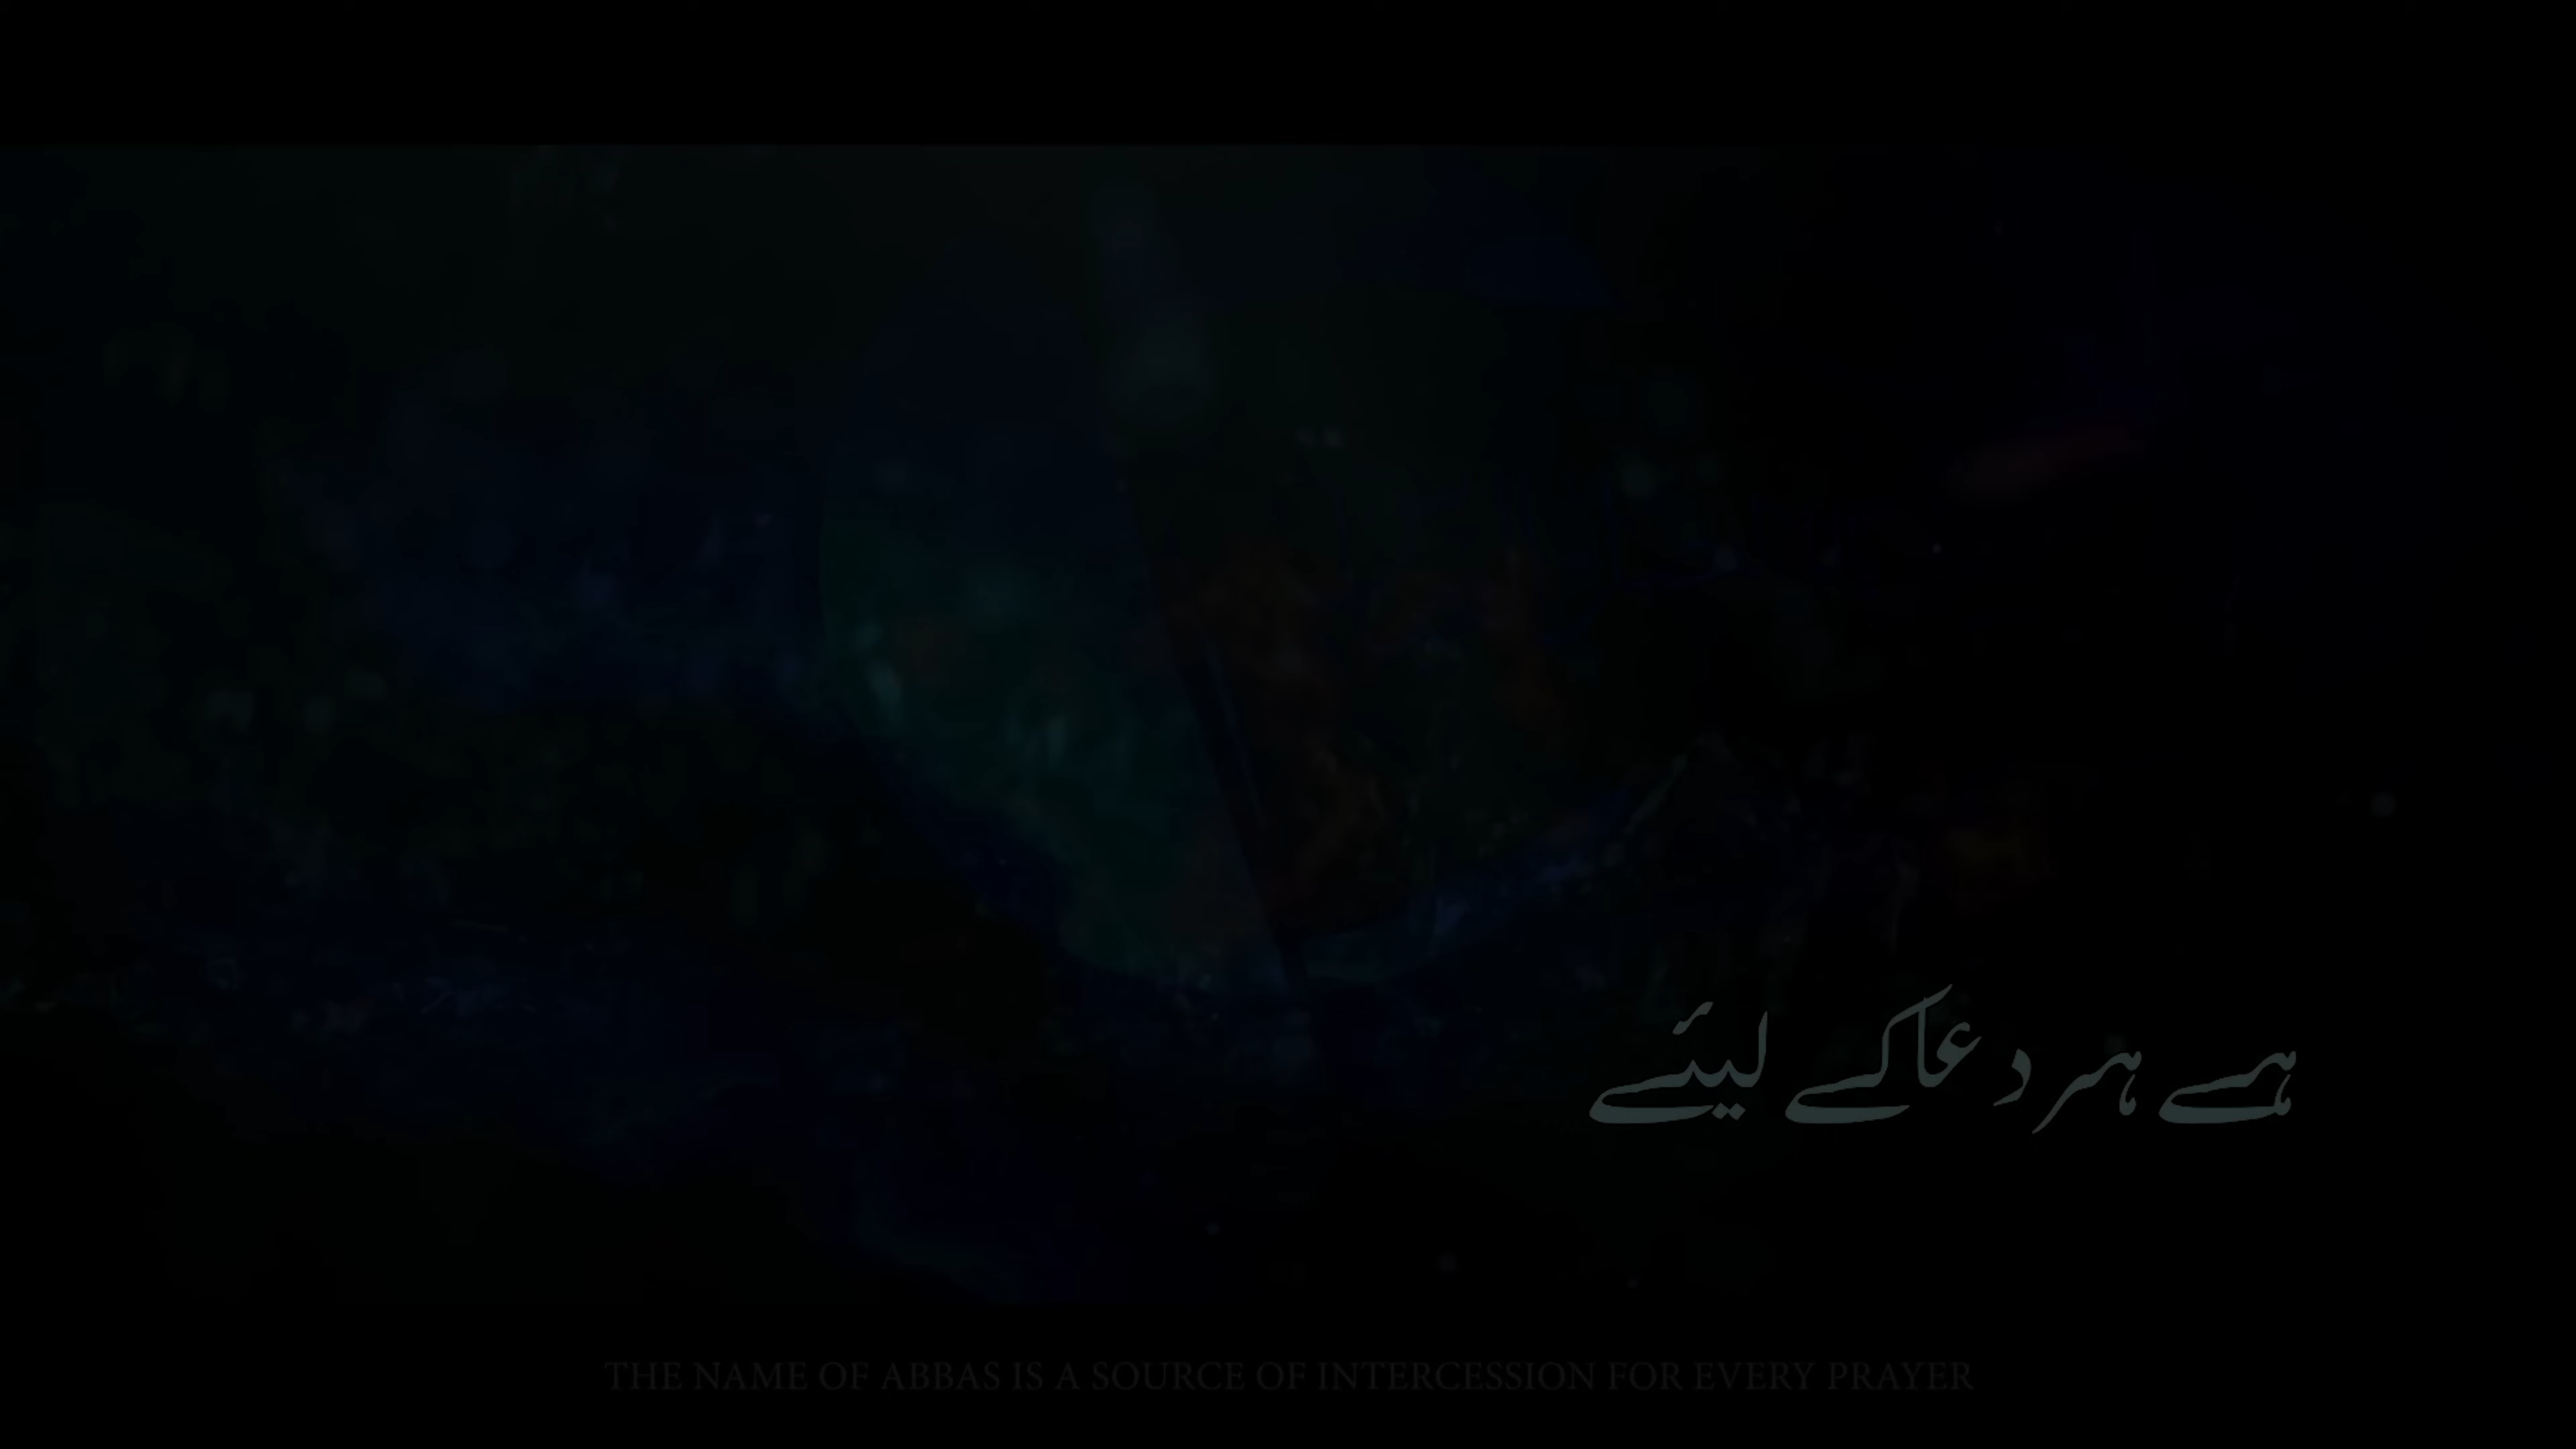 ہے ہر دعا کے لیئے
THE NAME OF ABBAS IS A SOURCE OF INTERCESSION FOR EVERY PRAYER